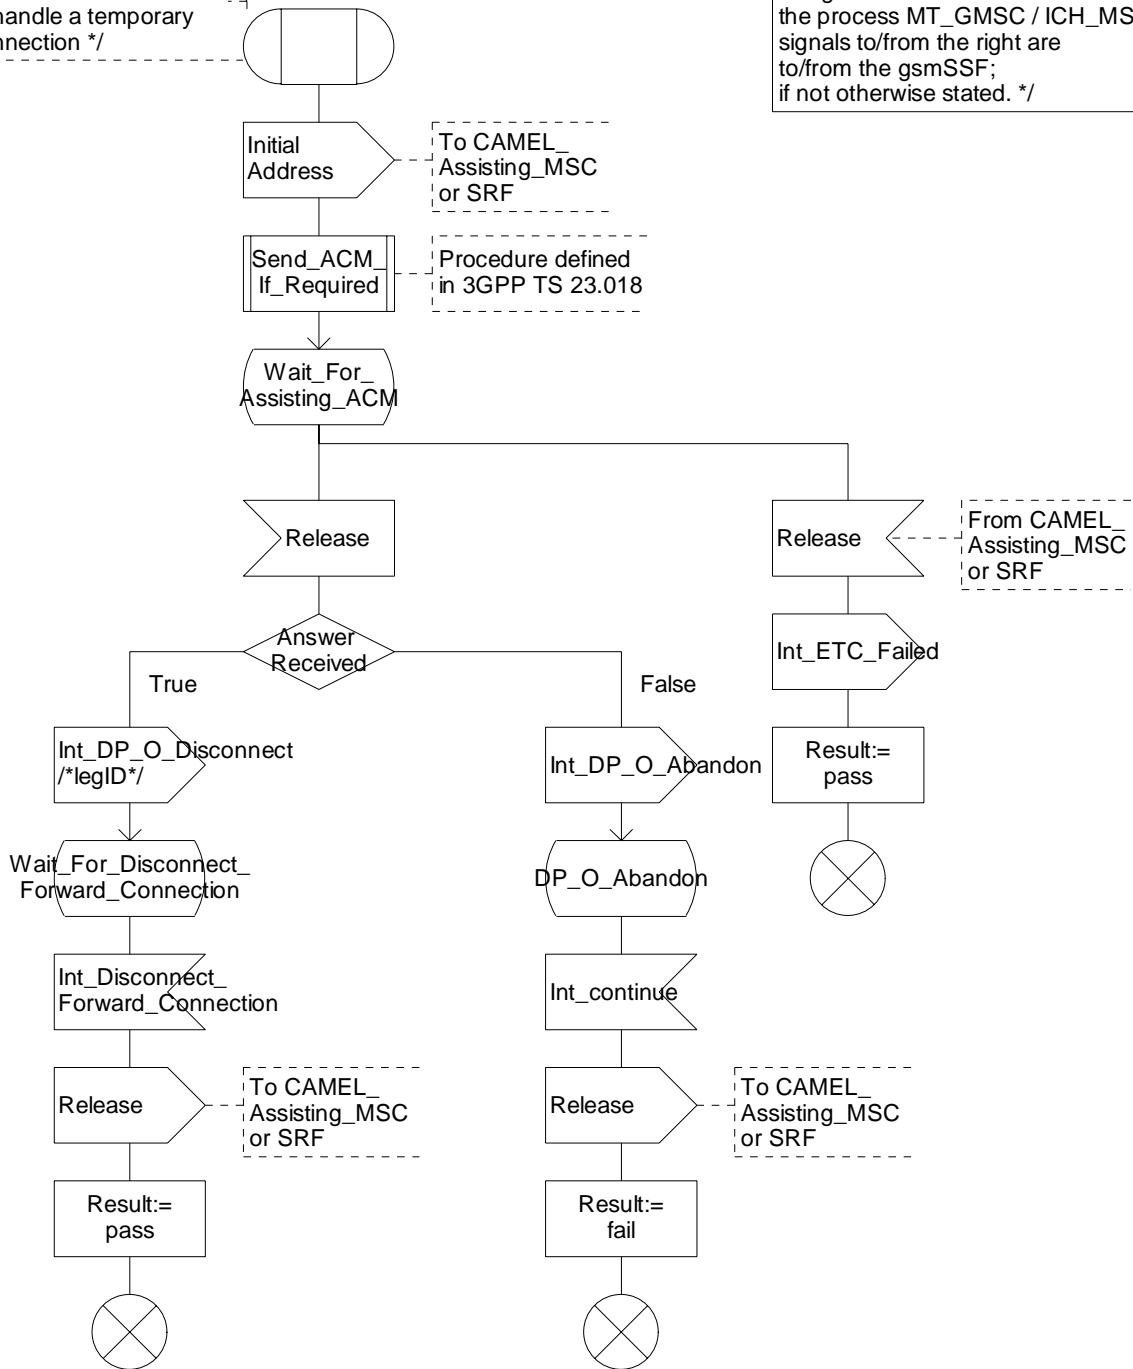 handle a temporary
connection */
the process MT_GMSC / ICH_MS
signals to/from the right are
to/from the gsmSSF;
if not otherwise stated. */
Initial
Address
To CAMEL_
Assisting_MSC
or SRF
Send_ACM_
If_Required
Procedure defined
in 3GPP TS 23.018
Wait_For_
Assisting_ACM
Release
Release
From CAMEL_
Assisting_MSC
or SRF
Answer
Received
True
False
Int_ETC_Failed
Int_DP_O_Disconnect
/*legID*/
Int_DP_O_Abandon
Result:=
pass
Wait_For_Disconnect_
Forward_Connection
DP_O_Abandon
Int_Disconnect_
Forward_Connection
Int_continue
Release
To CAMEL_
Assisting_MSC
or SRF
Release
To CAMEL_
Assisting_MSC
or SRF
Result:=
pass
Result:=
fail